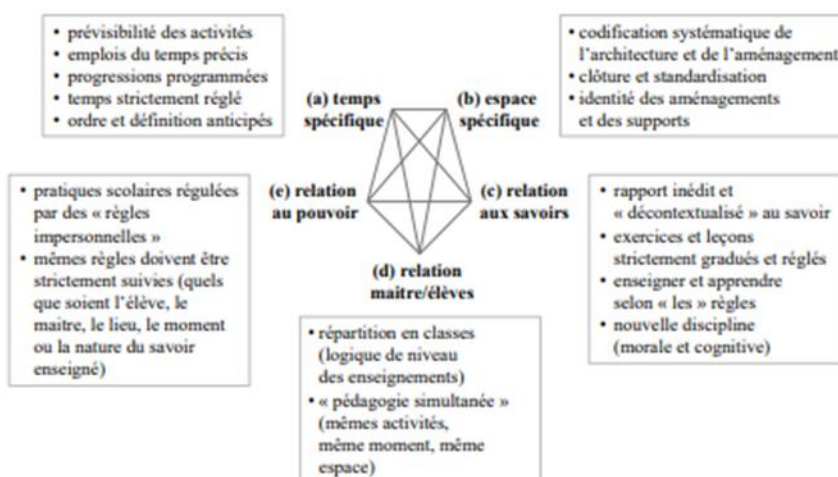 • prévisibilité des activités
• emplois du temps précis
• progressions programmées
• temps strictement réglé
• ordre et définition anticipés
• codification systématique de
l'architecture et de l'aménagement
• clôture et standardisation
• identité des aménagements
et des supports
(a) temps
spécifique
(b) espace
spécifique
• pratiques scolaires régulées
par des « règles
impersonnelles »
• mêmes règles doivent être
strictement suivies (quels
que soient l'élève, le
maitre, le lieu, le moment
ou la nature du savoir
enseigné)
(e) relation
au pouvoir
(c) relation
aux savoirs
• rapport inédit et
« décontextualisé » au savoir
• exercices et leçons
strictement gradués et réglés
• enseigner et apprendre
selon « les » règles
• nouvelle discipline
(morale et cognitive)
(d) relation
maitre/élèves
• répartition en classes
(logique de niveau
des enseignements)
• « pédagogie simultanée »
(mêmes activités,
même moment, même
espace)